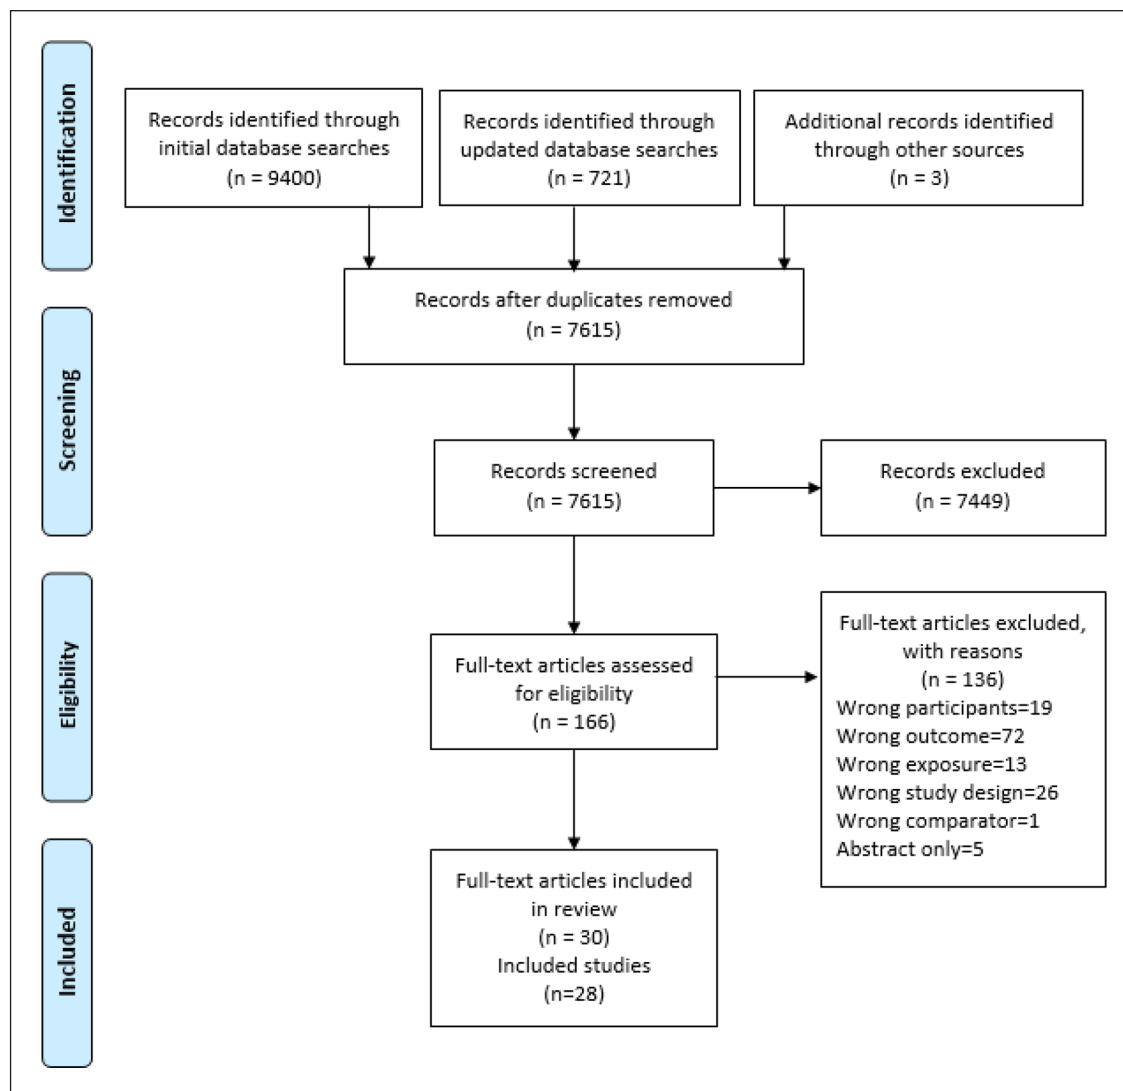 Identification
Records identified through
initial database searches
(n = 9400)
Records identified through
updated database searches
(n = 721)
Additional records identified
through other sources
(n = 3)
Records after duplicates removed
(n = 7615)
Screening
Records screened
(n = 7615)
Records excluded
(n = 7449)
Eligibility
Full-text articles assessed
for eligibility
(n = 166)
Full-text articles excluded,
with reasons
(n = 136)
Wrong participants=19
Wrong outcome=72
Wrong exposure=13
Wrong study design=26
Wrong comparator=1
Abstract only=5
Included
Full-text articles included
in review
(n = 30)
Included studies
(n=28)